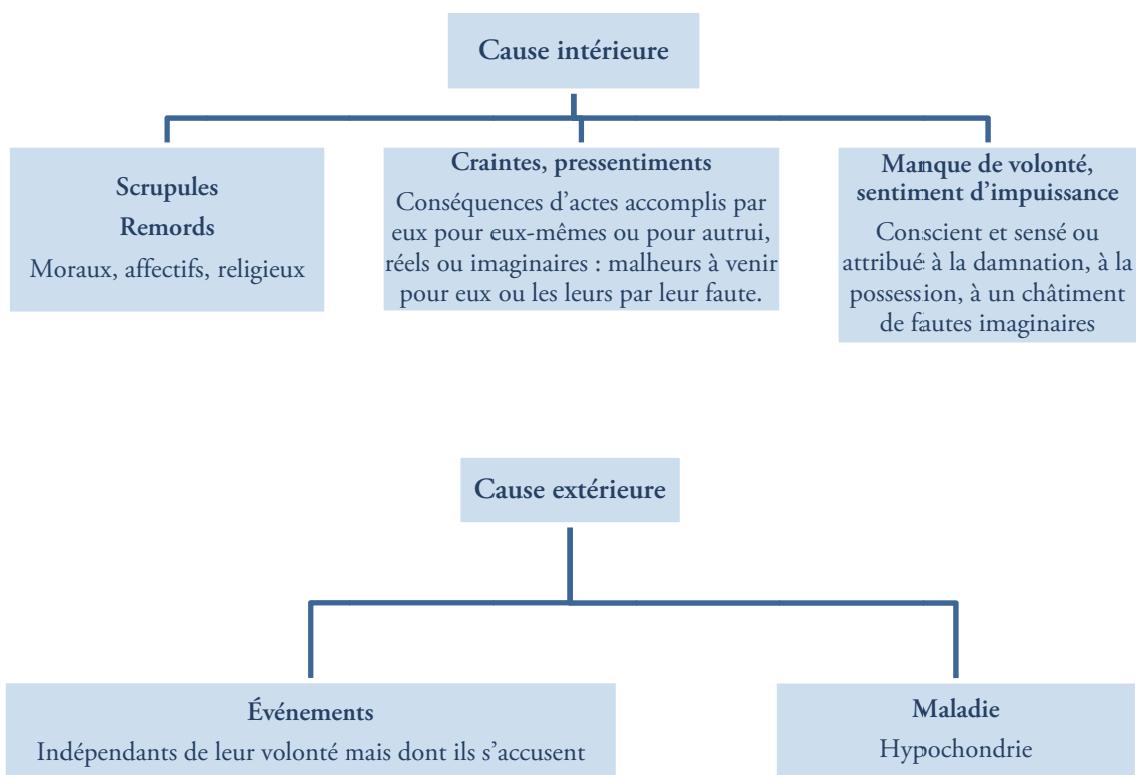 Cause intérieure
Scrupules
Remords
Moraux, affectifs, religieux
Craintes, pressentiments
Conséquences d’actes accomplis par
eux pour eux-mêmes ou pour autrui,
réels ou imaginaires : malheurs à venir
pour eux ou les leurs par leur faute.
Manque de volonté,
sentiment d’impuissance
Conscient et sensé ou
attribué à la damnation, à la
possession, à un châtiment
de fautes imaginaires
Cause extérieure
Événements
Indépendants de leur volonté mais dont ils s’accusent
Maladie
Hypochondrie